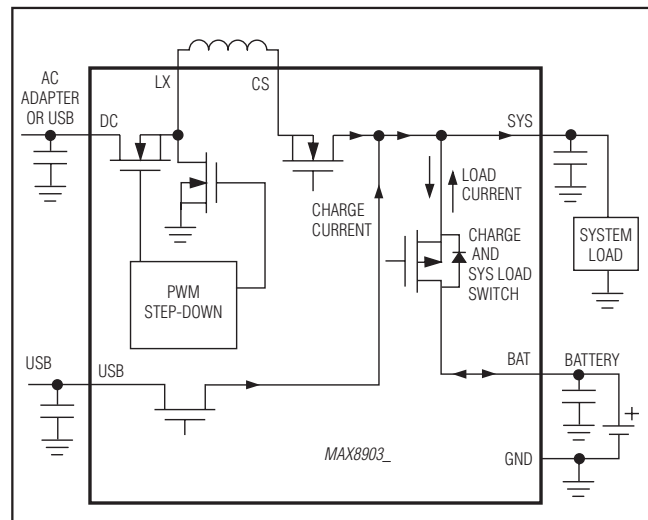 AC
ADAPTER
OR USB
LX
CS
DC
SYS
LOAD
CURRENT
CHARGE
CURRENT
CHARGE
AND
SYS LOAD
SWITCH
SYSTEM
LOAD
PWM
STEP-DOWN
USB
USB
BAT
BATTERY
+
MAX8903_
GND